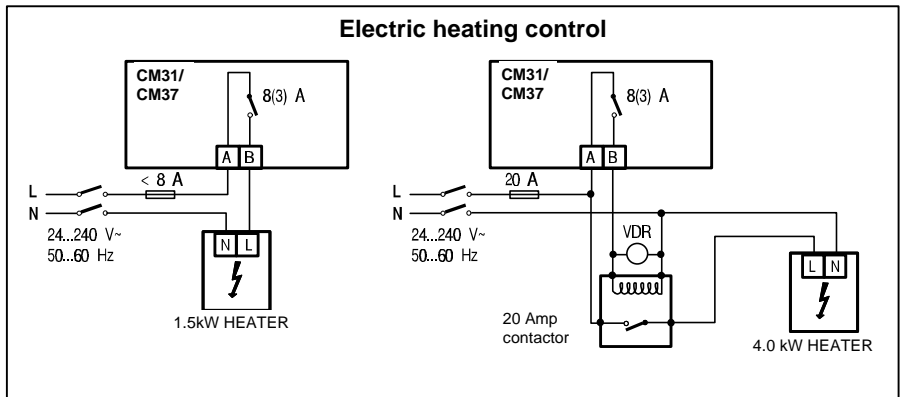 Electric heating control
CM31/
CM37
8(3) A
A B
< 8 A
L
N
24...240 V~
50...60 Hz
N L
1.5kW HEATER
CM31/
CM37
8(3) A
A B
20 A
L
N
24...240 V~
50...60 Hz
VDR
20 Amp
contactor
L N
4.0 kW HEATER